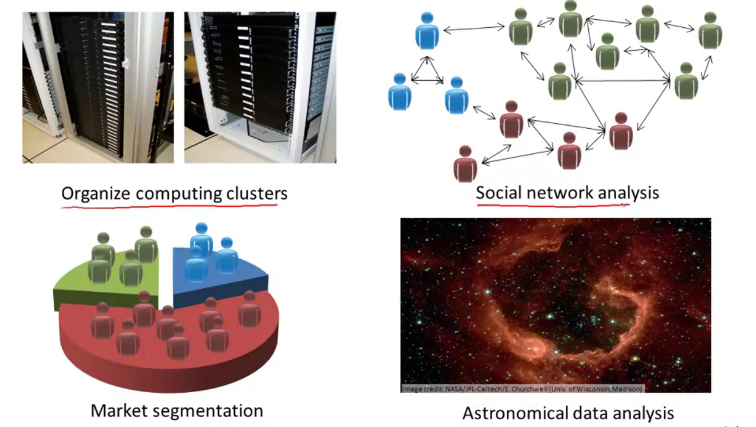 Organize computing clusters
Social network analysis
Image credit: NASA/JPL-Caltech/E. Churchwell (Univ. of Wisconsin, Madison)
Market segmentation
Astronomical data analysis